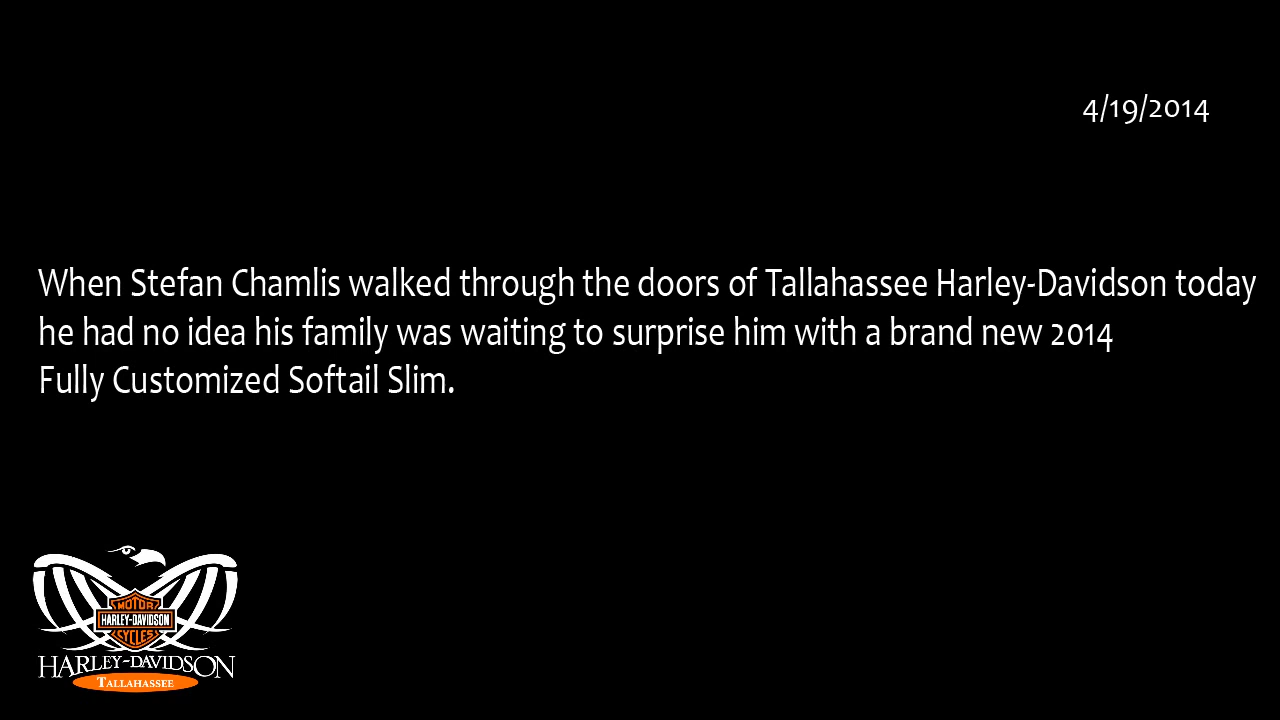 4/19/2014
When Stefan Chamlis walked through the doors of Tallahassee Harley-Davidson today
he had no idea his family was waiting to surprise him with a brand new 2014
Fully Customized Softail Slim.
MOTOR
HARLEY-DAVIDSON
CYCLES
HARLEY-DAVIDSON
TALLAHASSEE